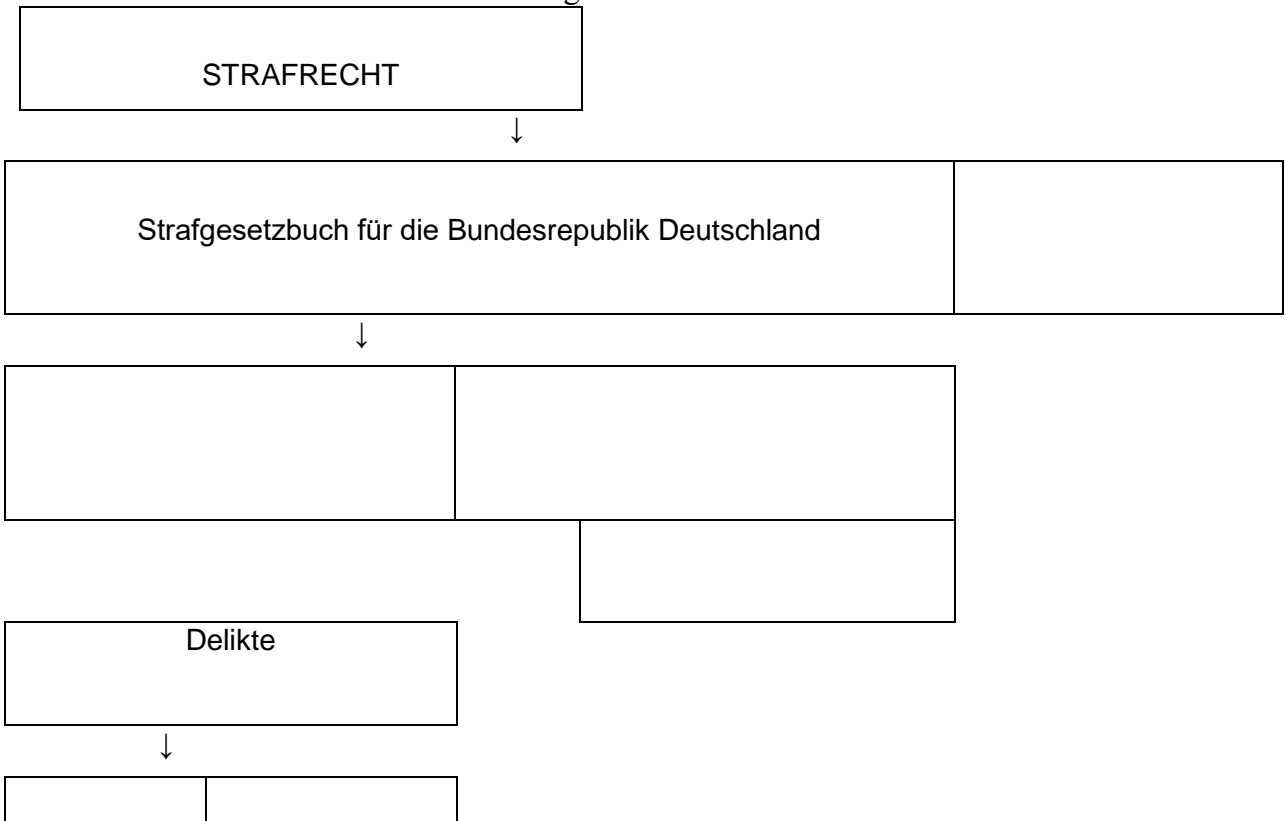 STRAFRECHT
↓
Strafgesetzbuch für die Bundesrepublik Deutschland
↓
Delikte
↓